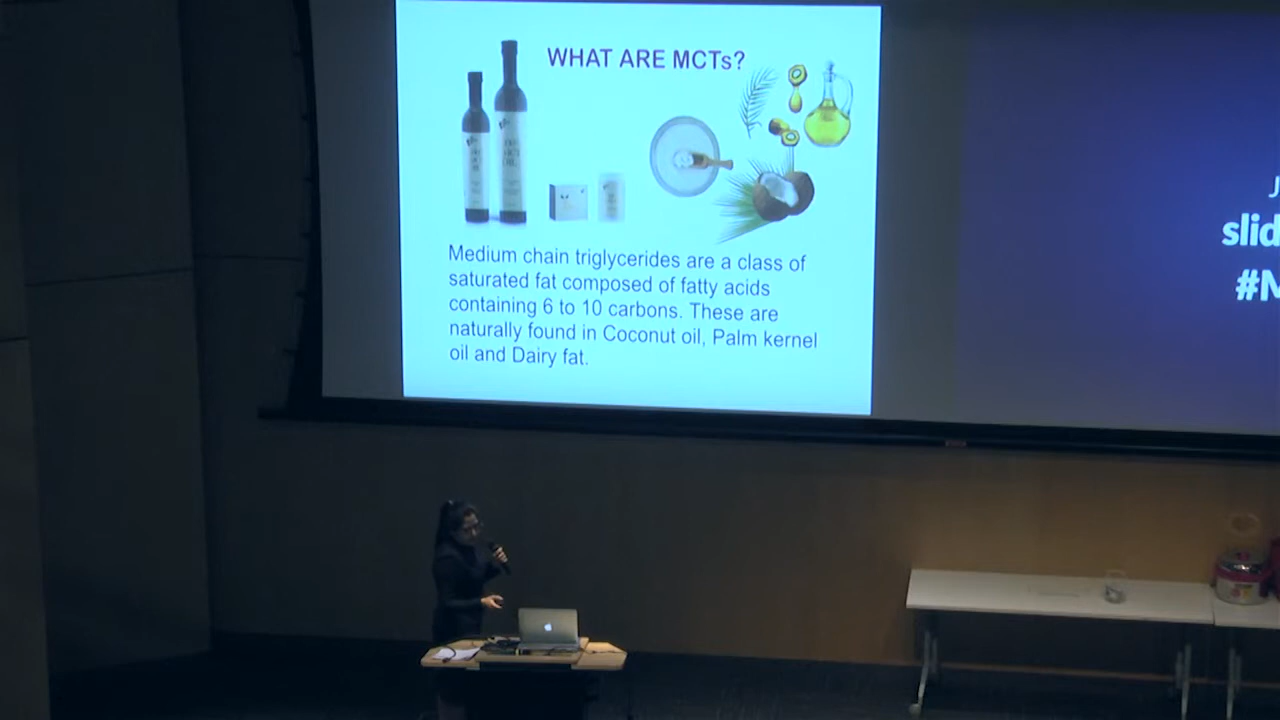 WHAT ARE MCTs?
Medium chain triglycerides are a class of
saturated fat composed of fatty acids
containing 6 to 10 carbons. These are
naturally found in Coconut oil, Palm kernel
oil and Dairy fat.
J
slid
#M